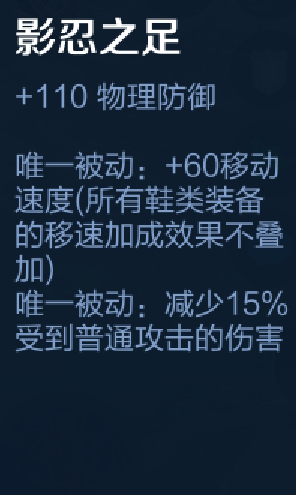 影忍之足
+110 物理防御
唯一被动：+60移动
速度(所有鞋类装备
的移速加成效果不叠
加)
唯一被动：减少15%
受到普通攻击的伤害